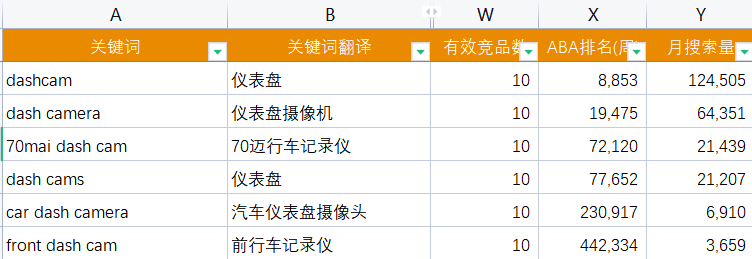 A B W X Y
关键词 关键词翻译 有效竞品数 ABA排名(周 月搜索量
dashcam 仪表盘 10 8,853 124,505
dash camera 仪表盘摄像机 10 19,475 64,351
70mai dash cam 70迈行车记录仪 10 72,120 21,439
dash cams 仪表盘 10 77,652 21,207
car dash camera 汽车仪表盘摄像头 10 230,917 6,910
front dash cam 前行车记录仪 10 442,334 3,659